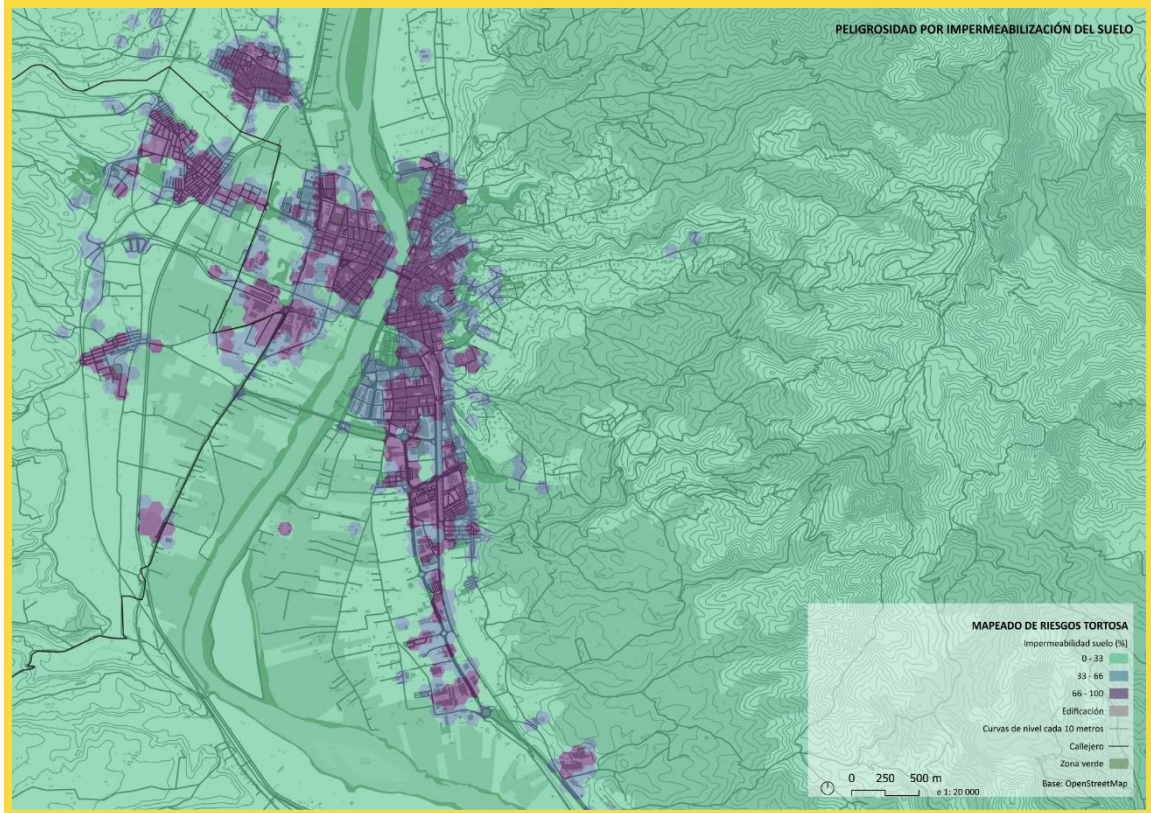 PELIGROSIDAD POR IMPERMEABILIZACIÓN DEL SUELO
MAPEADO DE RIESGOS TORTOSA
Impermeabilidad suelo (%)
0 - 33
33 - 66
66 - 100
Edificación
Curvas de nivel cada 10 metros
Callejero
Zona verde
0 250 500 m
e 1: 20 000
Base: OpenStreetMap